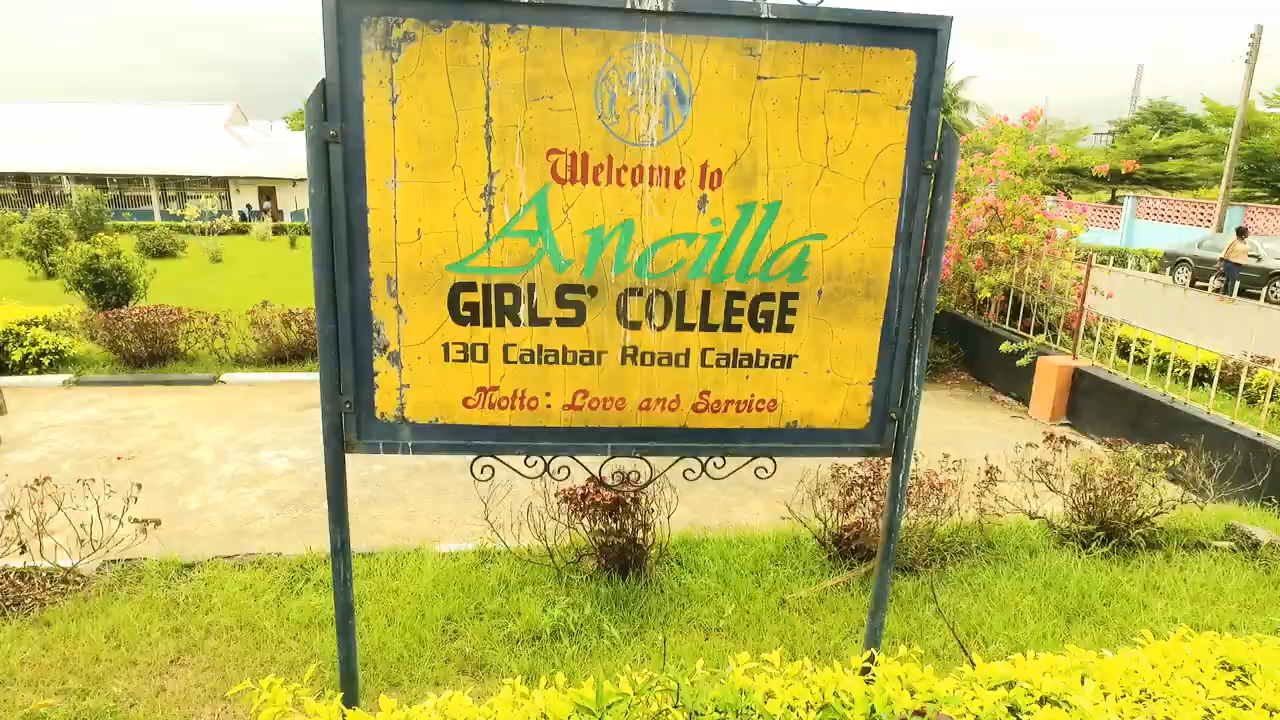 Welcome to
Ancilla
GIRLS' COLLEGE
130 Calabar Road Calabar
Motto: Love and Service